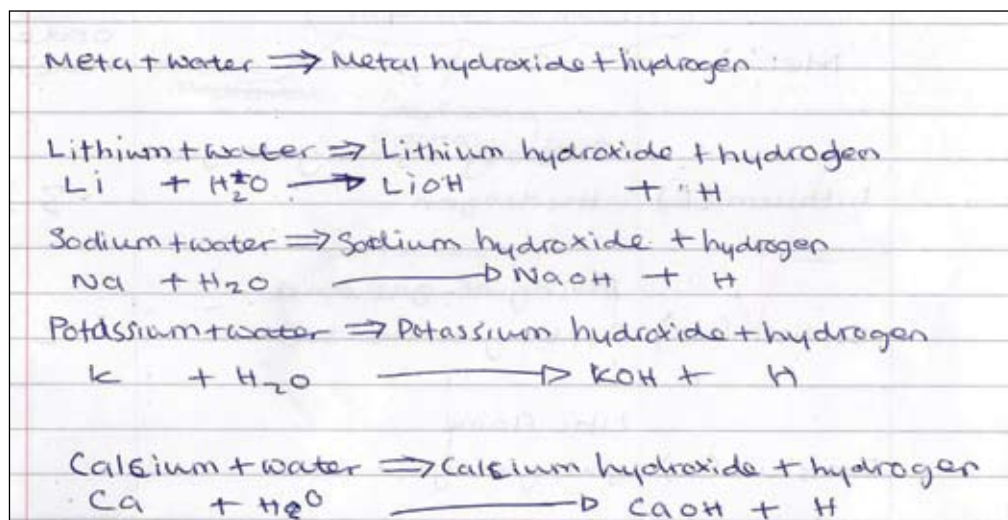 Meta + water ⇒ Metal hydroxide + hydrogen
Lithium + water ⇒ Lithium hydroxide + hydrogen
Li + H₂O → LiOH + H
Sodium + water ⇒ Sodium hydroxide + hydrogen
Na + H₂O → NaOH + H
Potassium + water ⇒ Potassium hydroxide + hydrogen
K + H₂O → KOH + H
Calcium + water ⇒ Calcium hydroxide + hydrogen
Ca + H₂O → CaOH + H